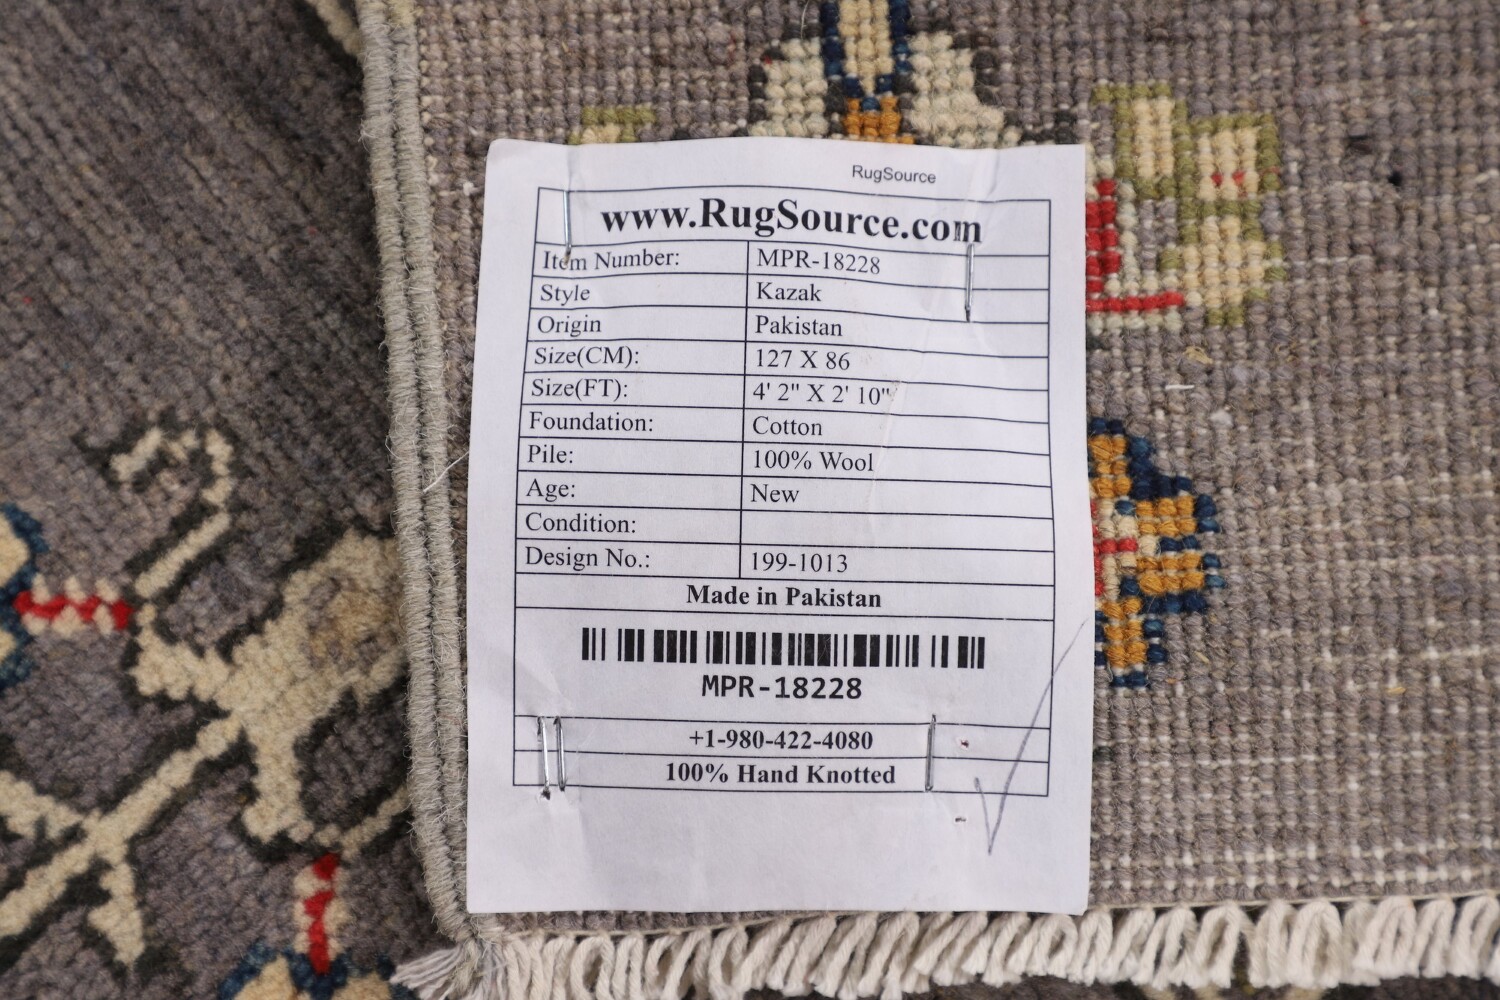 RugSource
www.RugSource.com
Item Number: MPR-18228
Style Kazak
Origin Pakistan
Size(CM): 127 X 86
Size(FT): 4' 2" X 2' 10"
Foundation: Cotton
Pile: 100% Wool
Age: New
Condition:
Design No.: 199-1013
Made in Pakistan
MPR-18228
+1-980-422-4080
100% Hand Knotted